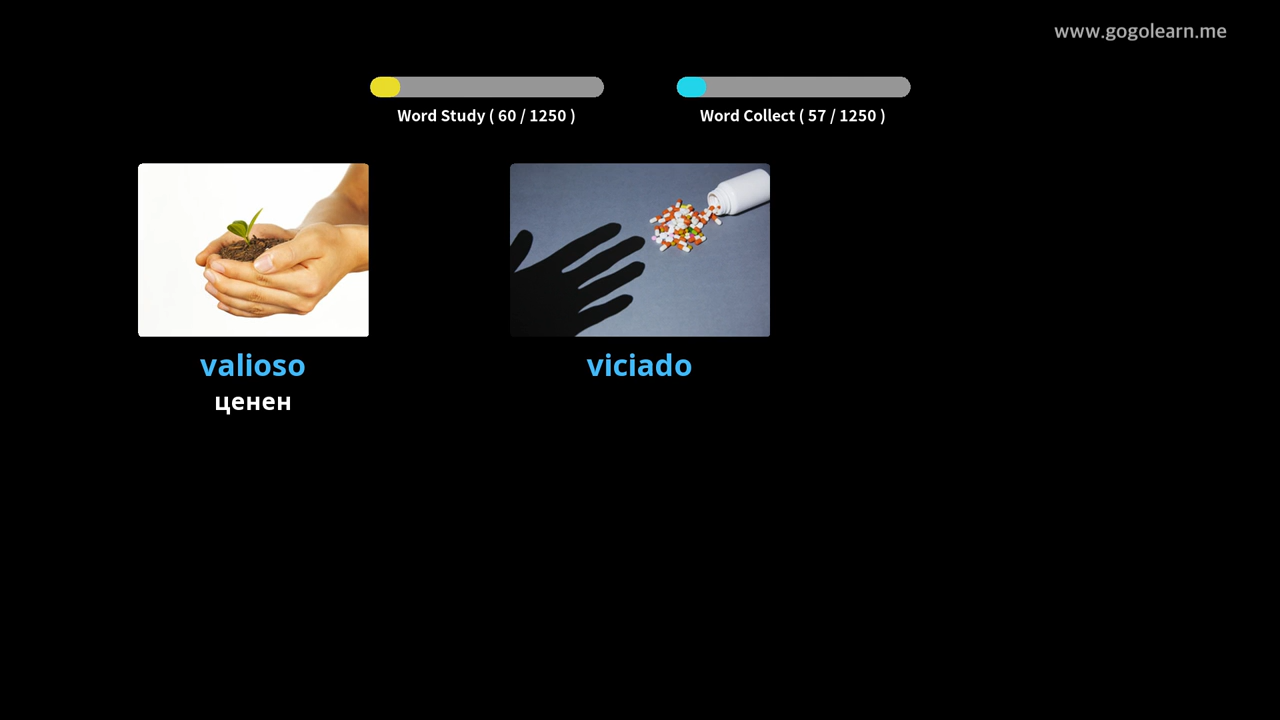 www.gogolearn.me
Word Study ( 60 / 1250 )
Word Collect ( 57 / 1250 )
valioso
viciado
ценен